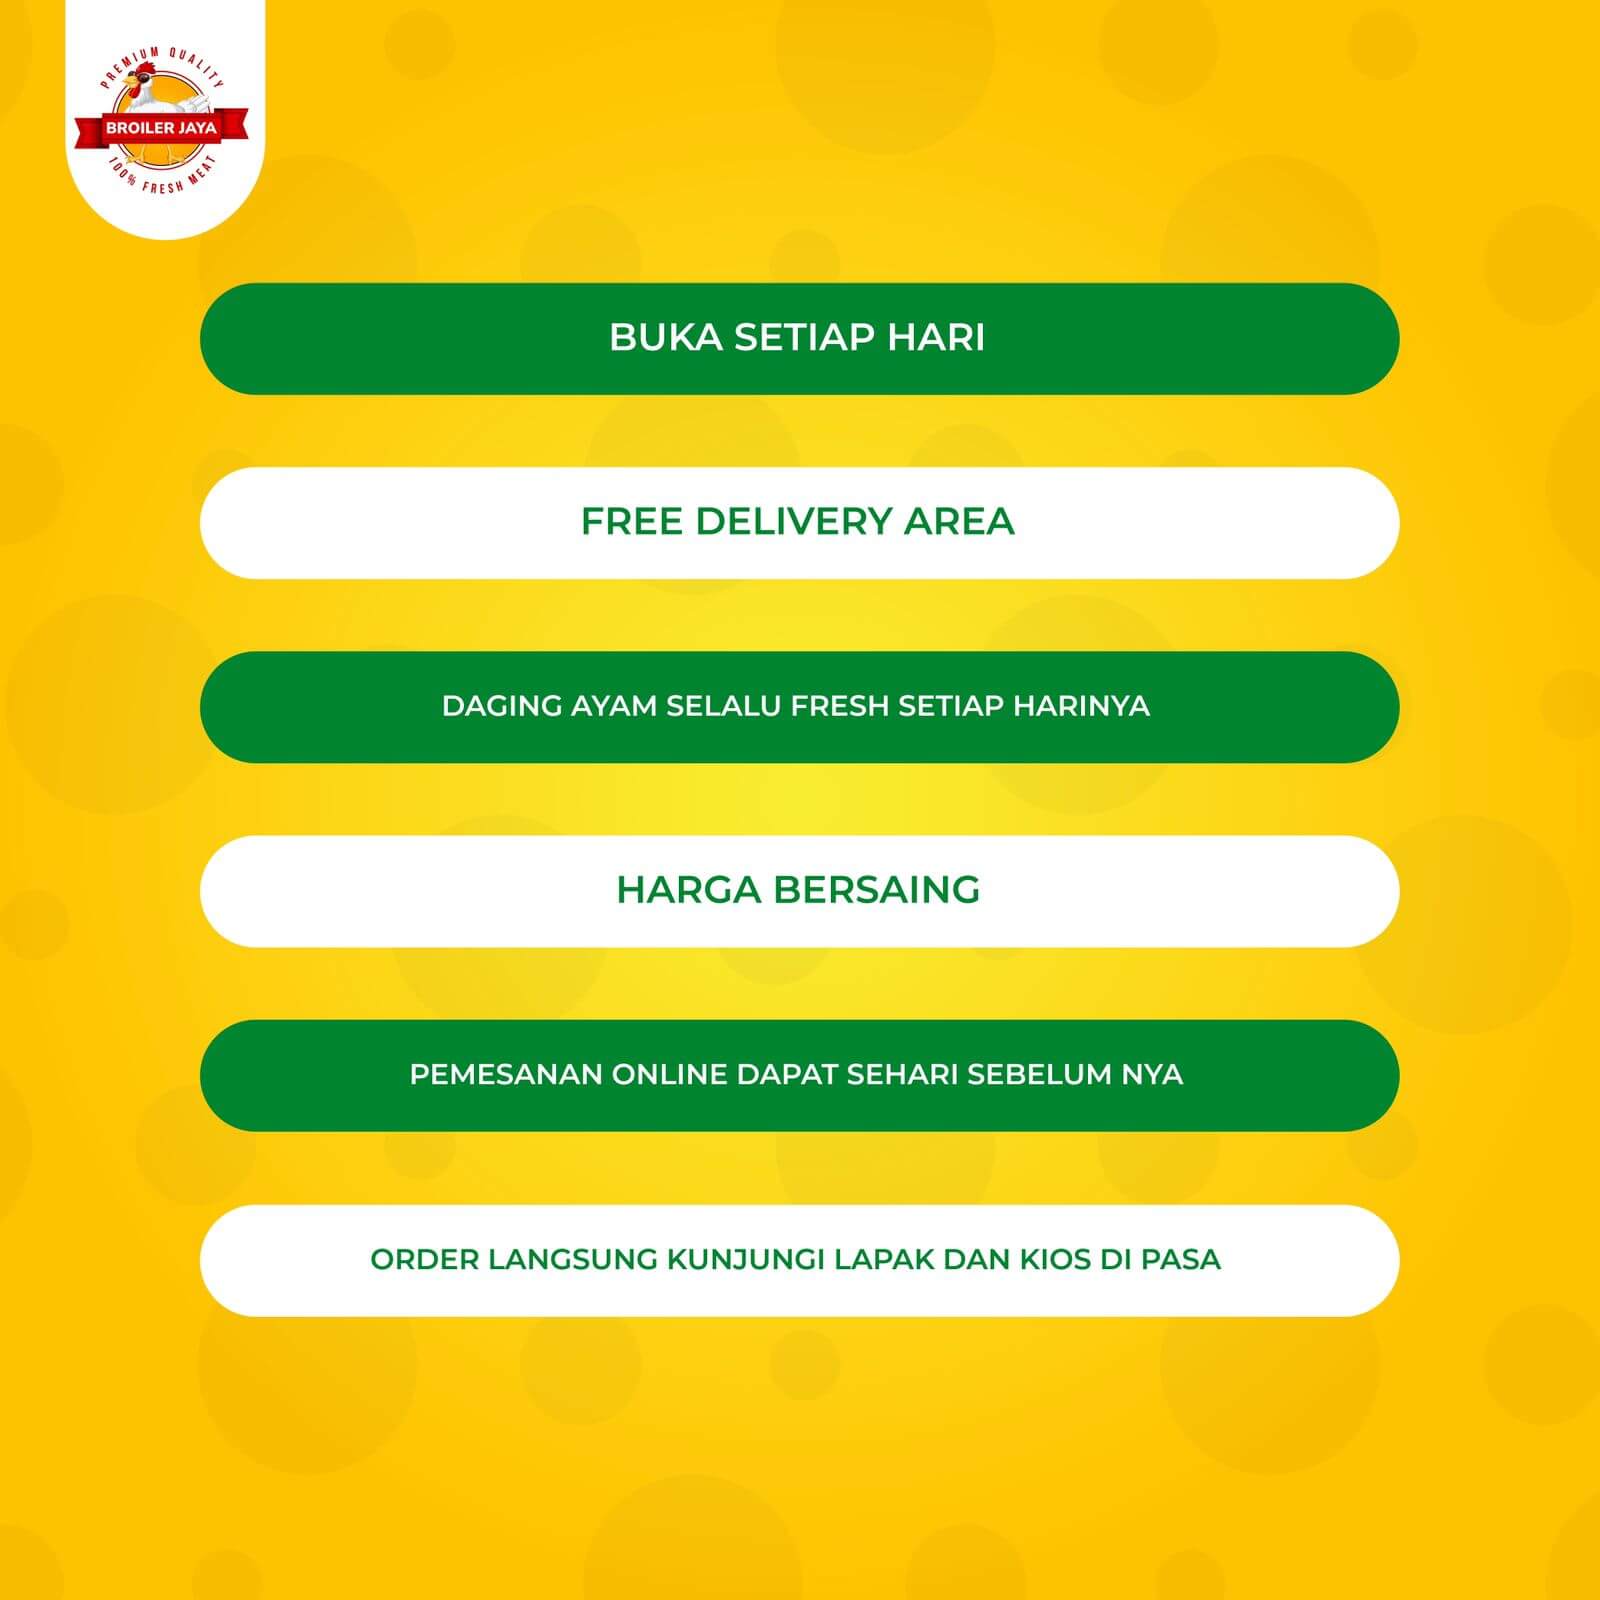 PREMIUM QUALITY
BROILER JAYA
100% FRESH MEAT
BUKA SETIAP HARI
FREE DELIVERY AREA
DAGING AYAM SELALU FRESH SETIAP HARINYA
HARGA BERSAING
PEMESANAN ONLINE DAPAT SEHARI SEBELUM NYA
ORDER LANGSUNG KUNJUNGI LAPAK DAN KIOS DI PASA